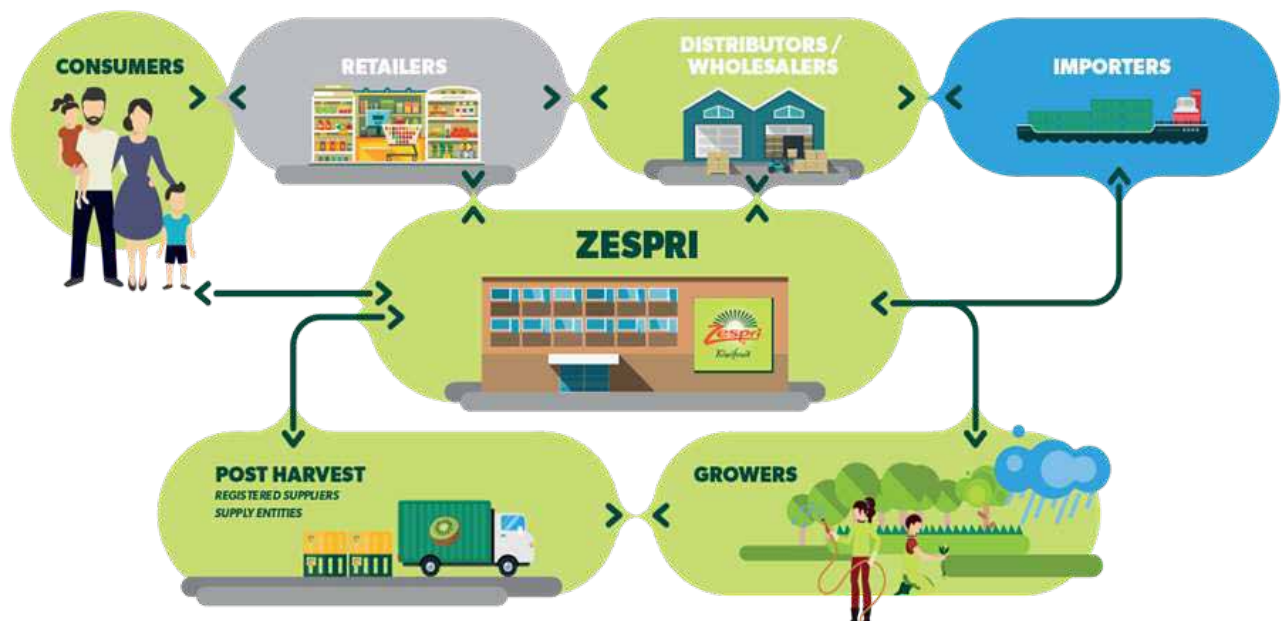 CONSUMERS
RETAILERS
DISTRIBUTORS /
WHOLESALERS
IMPORTERS
ZESPRI
Zespri
Kiwifruit
POST HARVEST
REGISTERED SUPPLIERS
SUPPLY ENTITIES
GROWERS